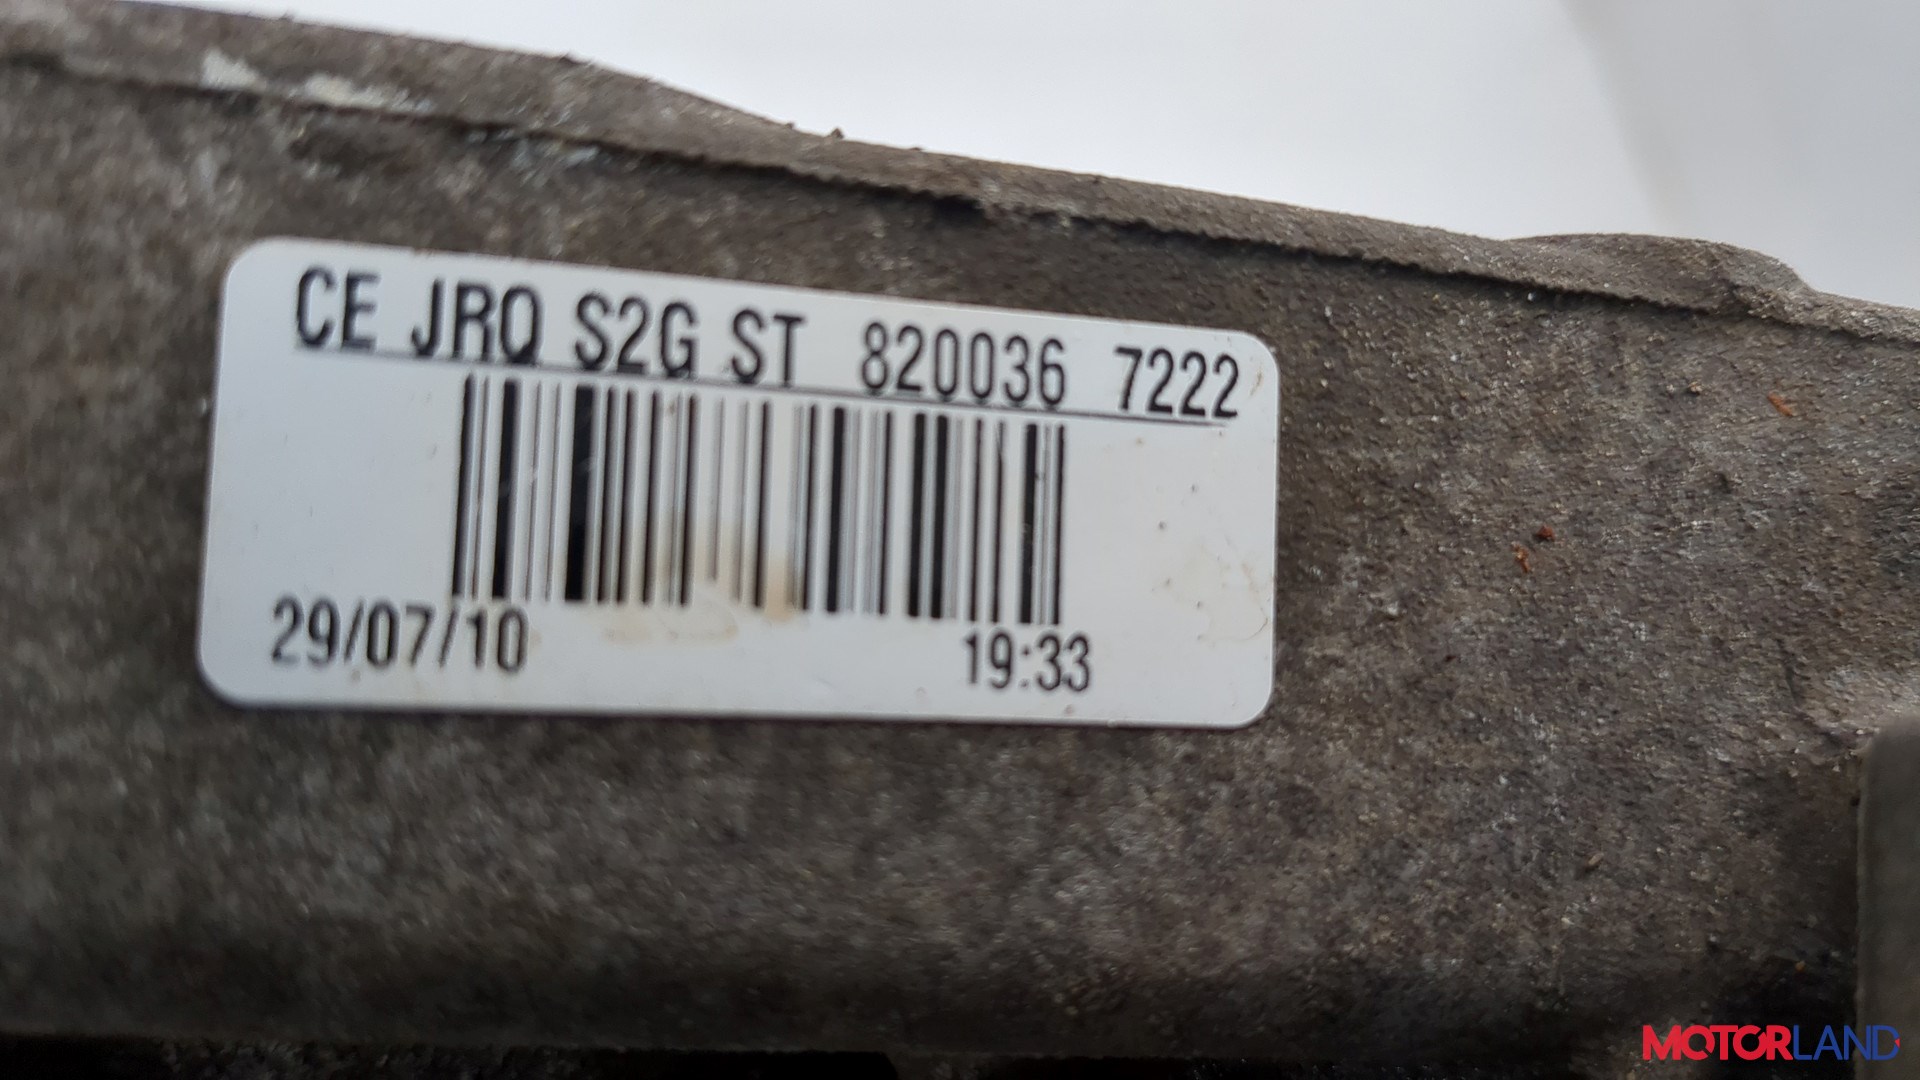 CE JRQ S2G ST 820036 7222
29/07/10 19:33
MOTORLAND